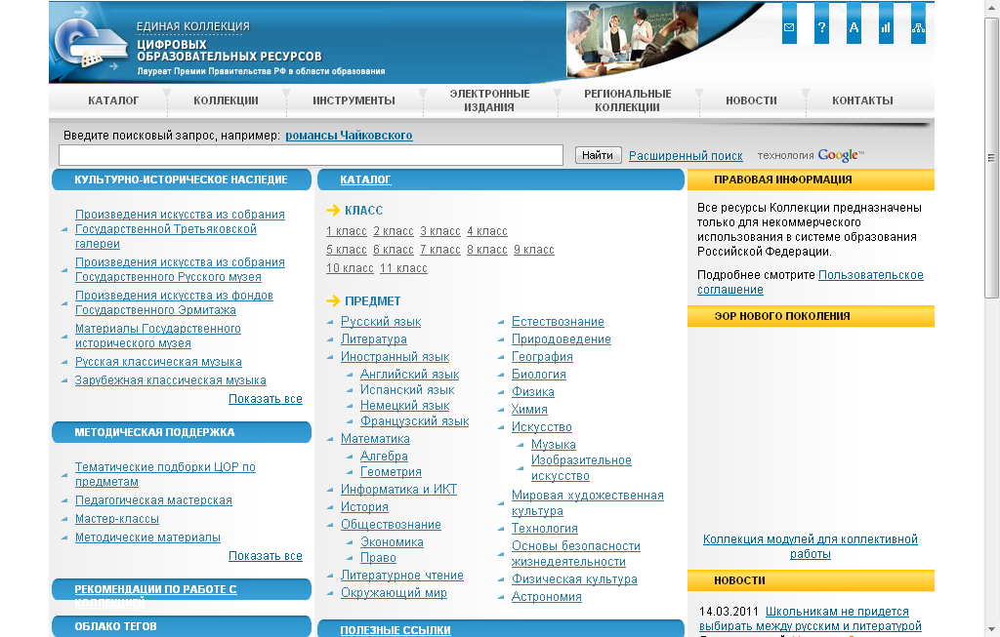 ЕДИНАЯ КОЛЛЕКЦИЯ
ЦИФРОВЫХ
ОБРАЗОВАТЕЛЬНЫХ РЕСУРСОВ
Лауреат Премии Правительства РФ в области образования
?
A
КАТАЛОГ
КОЛЛЕКЦИИ
ИНСТРУМЕНТЫ
ЭЛЕКТРОННЫЕ
ИЗДАНИЯ
РЕГИОНАЛЬНЫЕ
КОЛЛЕКЦИИ
НОВОСТИ
КОНТАКТЫ
Введите поисковый запрос, например: романсы Чайковского
Найти Расширенный поиск технология Google™
КУЛЬТУРНО-ИСТОРИЧЕСКОЕ НАСЛЕДИЕ
Произведения искусства из собрания
Государственной Третьяковской
галереи
Произведения искусства из собрания
Государственного Русского музея
Произведения искусства из фондов
Государственного Эрмитажа
Материалы Государственного
исторического музея
Русская классическая музыка
Зарубежная классическая музыка
Показать все
МЕТОДИЧЕСКАЯ ПОДДЕРЖКА
Тематические подборки ЦОР по
предметам
Педагогическая мастерская
Мастер-классы
Методические материалы
Показать все
РЕКОМЕНДАЦИИ ПО РАБОТЕ С
КОЛЛЕКЦИЕЙ
ОБЛАКО ТЕГОВ
КАТАЛОГ
КЛАСС
1 класс 2 класс 3 класс 4 класс
5 класс 6 класс 7 класс 8 класс 9 класс
10 класс 11 класс
ПРЕДМЕТ
Русский язык
Литература
Иностранный язык
Английский язык
Испанский язык
Немецкий язык
Французский язык
Математика
Алгебра
Геометрия
Информатика и ИКТ
История
Обществознание
Экономика
Право
Литературное чтение
Окружающий мир
Естествознание
Природоведение
География
Биология
Физика
Химия
Искусство
Музыка
Изобразительное
искусство
Мировая художественная
культура
Технология
Основы безопасности
жизнедеятельности
Физическая культура
Астрономия
ПОЛЕЗНЫЕ ССЫЛКИ
ПРАВОВАЯ ИНФОРМАЦИЯ
Все ресурсы Коллекции предназначены
только для некоммерческого
использования в системе образования
Российской Федерации.
Подробнее смотрите Пользовательское
соглашение
ЭОР НОВОГО ПОКОЛЕНИЯ
Коллекция модулей для коллективной
работы
НОВОСТИ
14.03.2011 Школьникам не придется
выбирать между русским и литературой